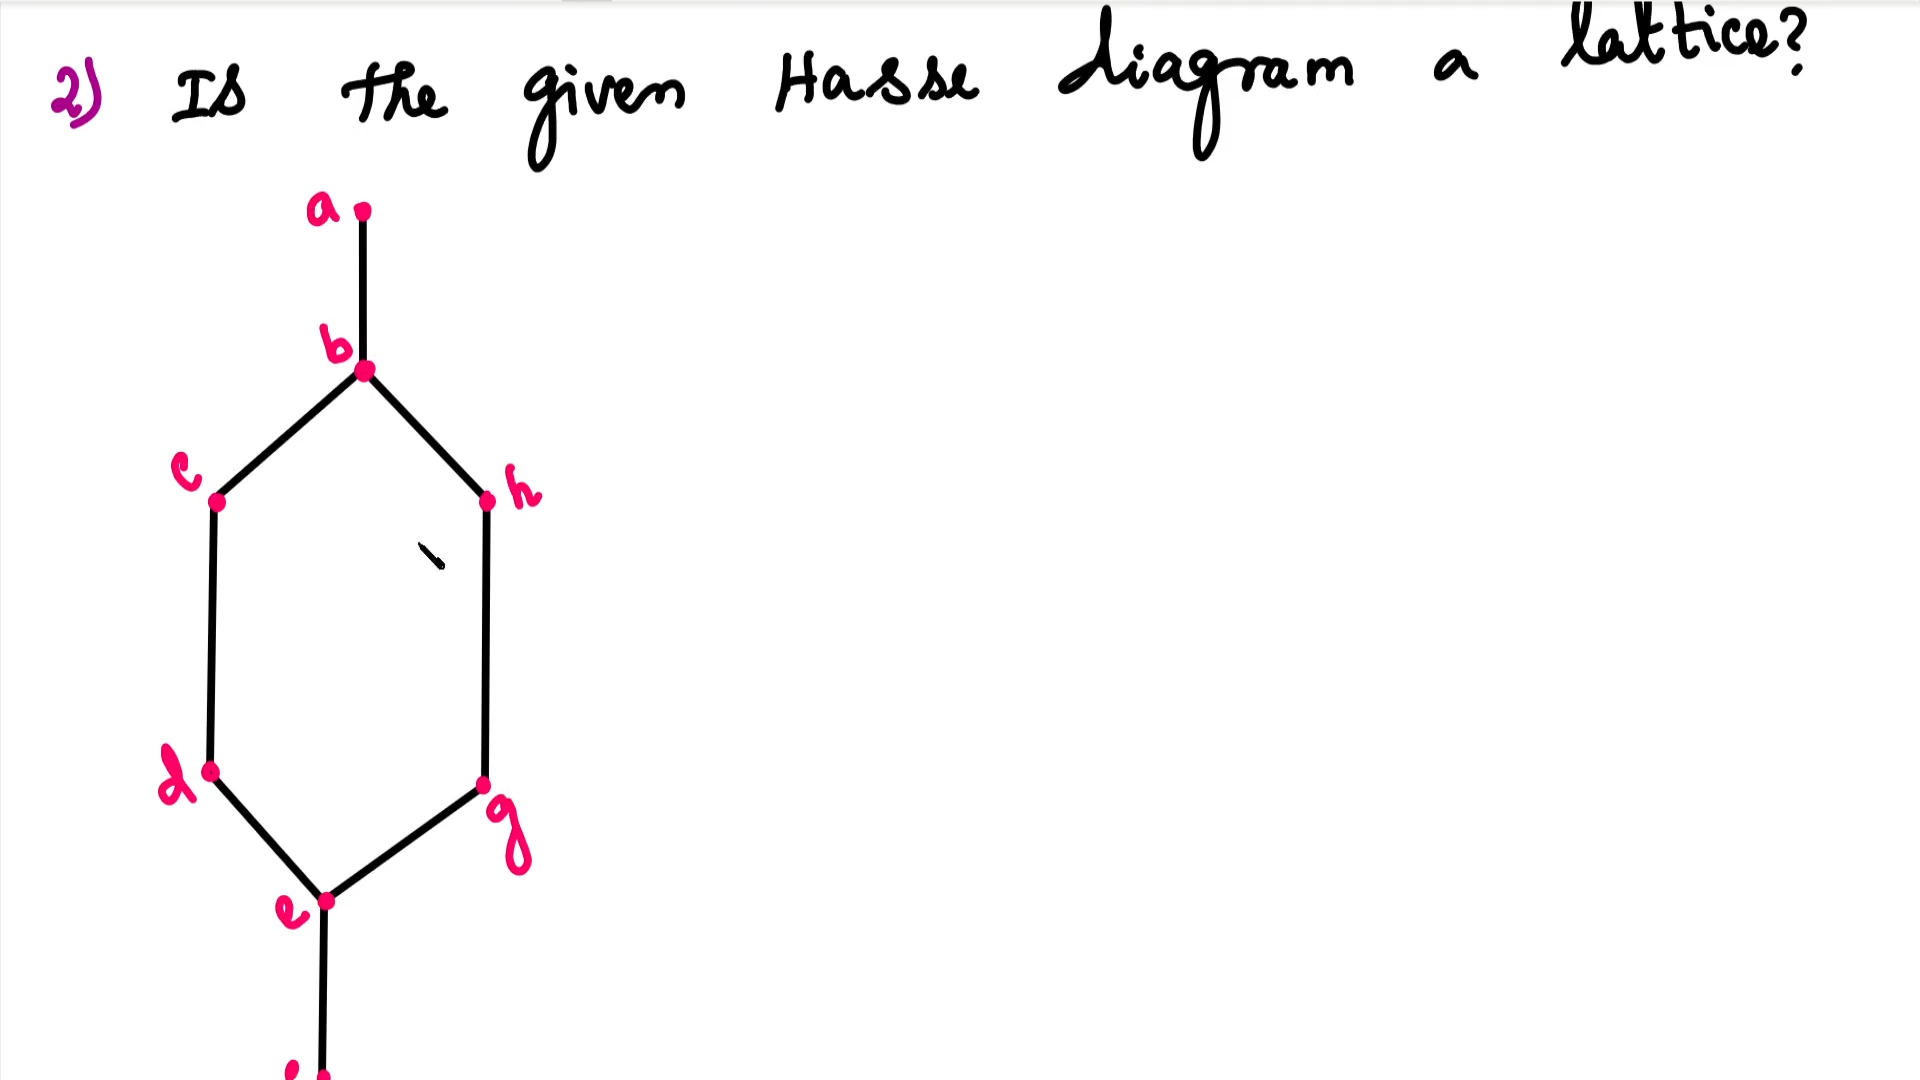 2) Is the given Hasse diagram a lattice?
a
b
c
h
d
g
e